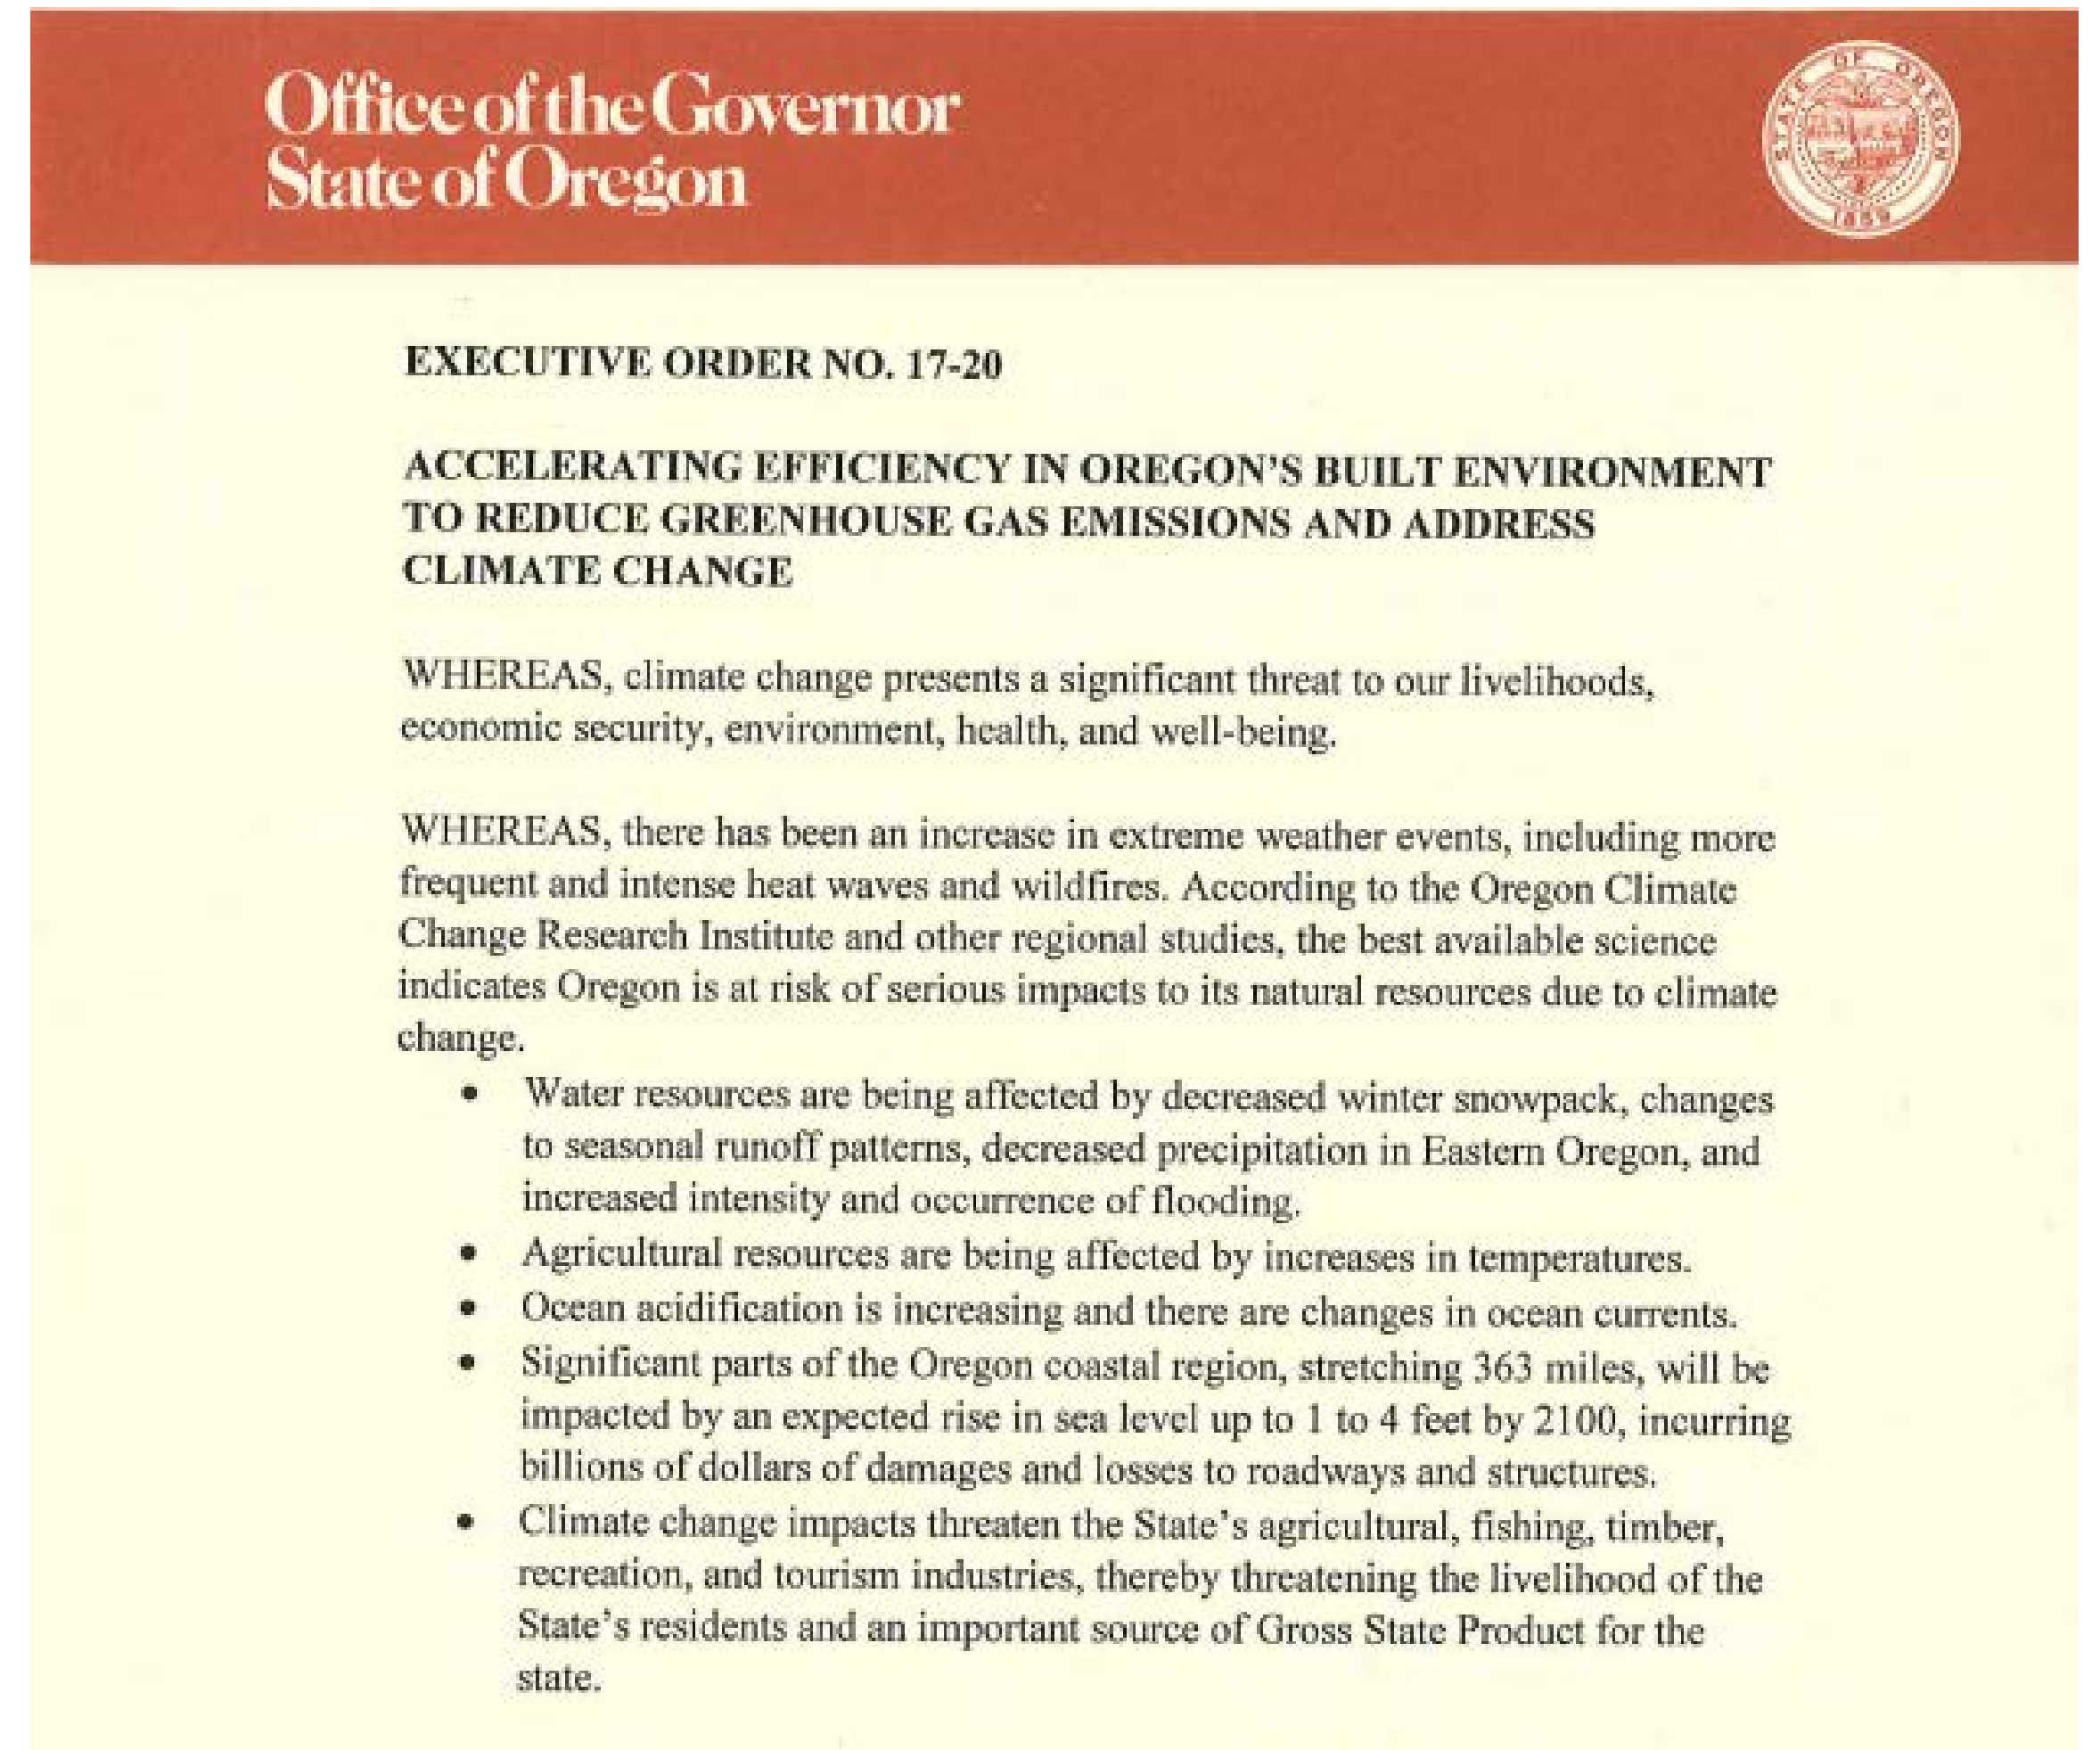 Office of the Governor
State of Oregon
STATE OF OREGON
1859
EXECUTIVE ORDER NO. 17-20
ACCELERATING EFFICIENCY IN OREGON'S BUILT ENVIRONMENT
TO REDUCE GREENHOUSE GAS EMISSIONS AND ADDRESS
CLIMATE CHANGE
WHEREAS, climate change presents a significant threat to our livelihoods,
economic security, environment, health, and well-being.
WHEREAS, there has been an increase in extreme weather events, including more
frequent and intense heat waves and wildfires. According to the Oregon Climate
Change Research Institute and other regional studies, the best available science
indicates Oregon is at risk of serious impacts to its natural resources due to climate
change.
• Water resources are being affected by decreased winter snowpack, changes
to seasonal runoff patterns, decreased precipitation in Eastern Oregon, and
increased intensity and occurrence of flooding.
• Agricultural resources are being affected by increases in temperatures.
• Ocean acidification is increasing and there are changes in ocean currents.
• Significant parts of the Oregon coastal region, stretching 363 miles, will be
impacted by an expected rise in sea level up to 1 to 4 feet by 2100, incurring
billions of dollars of damages and losses to roadways and structures.
• Climate change impacts threaten the State's agricultural, fishing, timber,
recreation, and tourism industries, thereby threatening the livelihood of the
State's residents and an important source of Gross State Product for the
state.